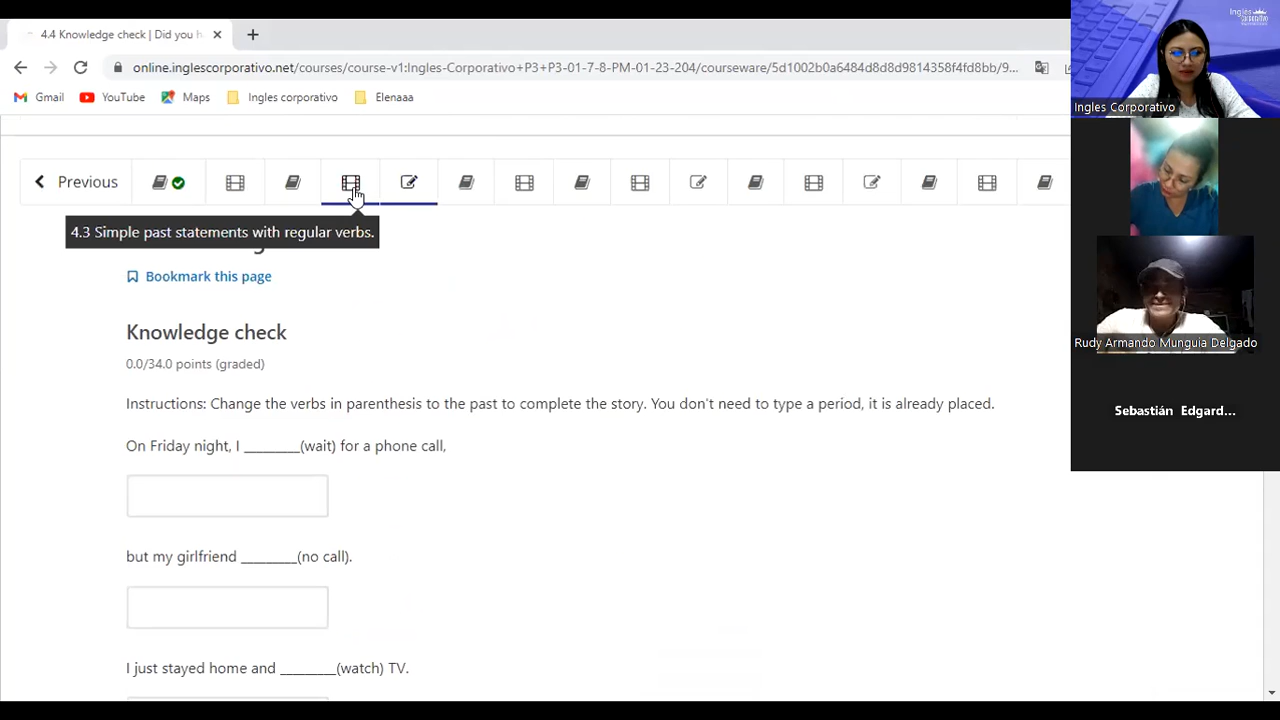 4.4 Knowledge check | Did you h
online.inglescorporativo.net/courses/course-v1:Ingles-Corporativo+P3+P3-01-7-8-PM-01-23-204/courseware/5d1002b0a6484d8d8d9814358f4fd8bb/9...
Gmail
YouTube
Maps
Ingles corporativo
Elenaaa
Previous
4.3 Simple past statements with regular verbs.
Bookmark this page
Knowledge check
0.0/34.0 points (graded)
Instructions: Change the verbs in parenthesis to the past to complete the story. You don't need to type a period, it is already placed.
On Friday night, I ________(wait) for a phone call,
but my girlfriend ________(no call).
I just stayed home and ________(watch) TV.
Inglés
Ingles Corporativo
Rudy Armando Munguia Delgado
Sebastián Edgard...